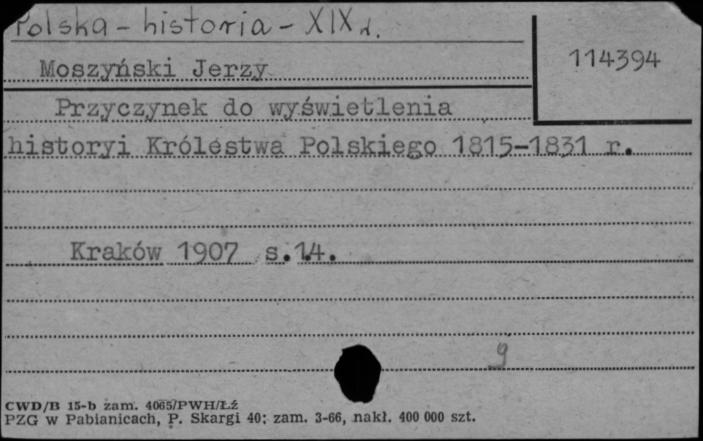 Polska - historia - XIX w.
114394
Moszyński Jerzy
Przyczynek do wyświetlenia
historyi Królestwa Polskiego 1815-1831 r.
Kraków 1907 s.14.
9
CWD/B 15-b zam. 4065/PWH/Łź
PZG w Pabianicach, P. Skargi 40; zam. 3-66, nakł. 400 000 szt.